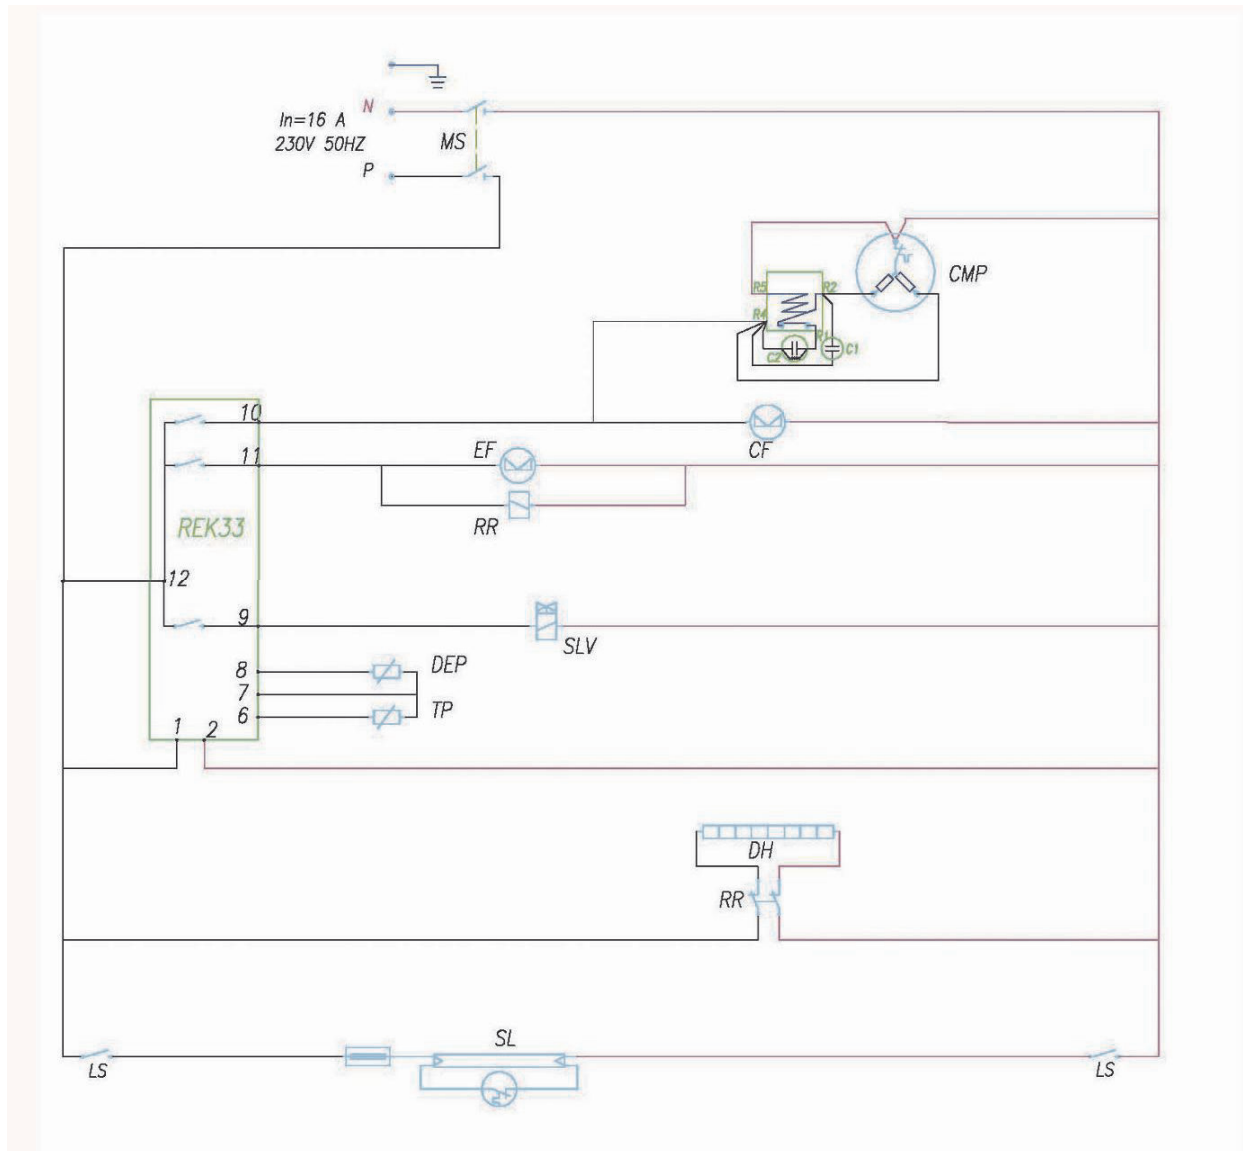 N
In=16 A
230V 50HZ
MS
P
CMP
R5
R2
R4
R1
C2
C1
10
EF
CF
11
RR
REK33
12
9
SLV
8
DEP
7
6
TP
1
2
DH
RR
SL
LS
LS